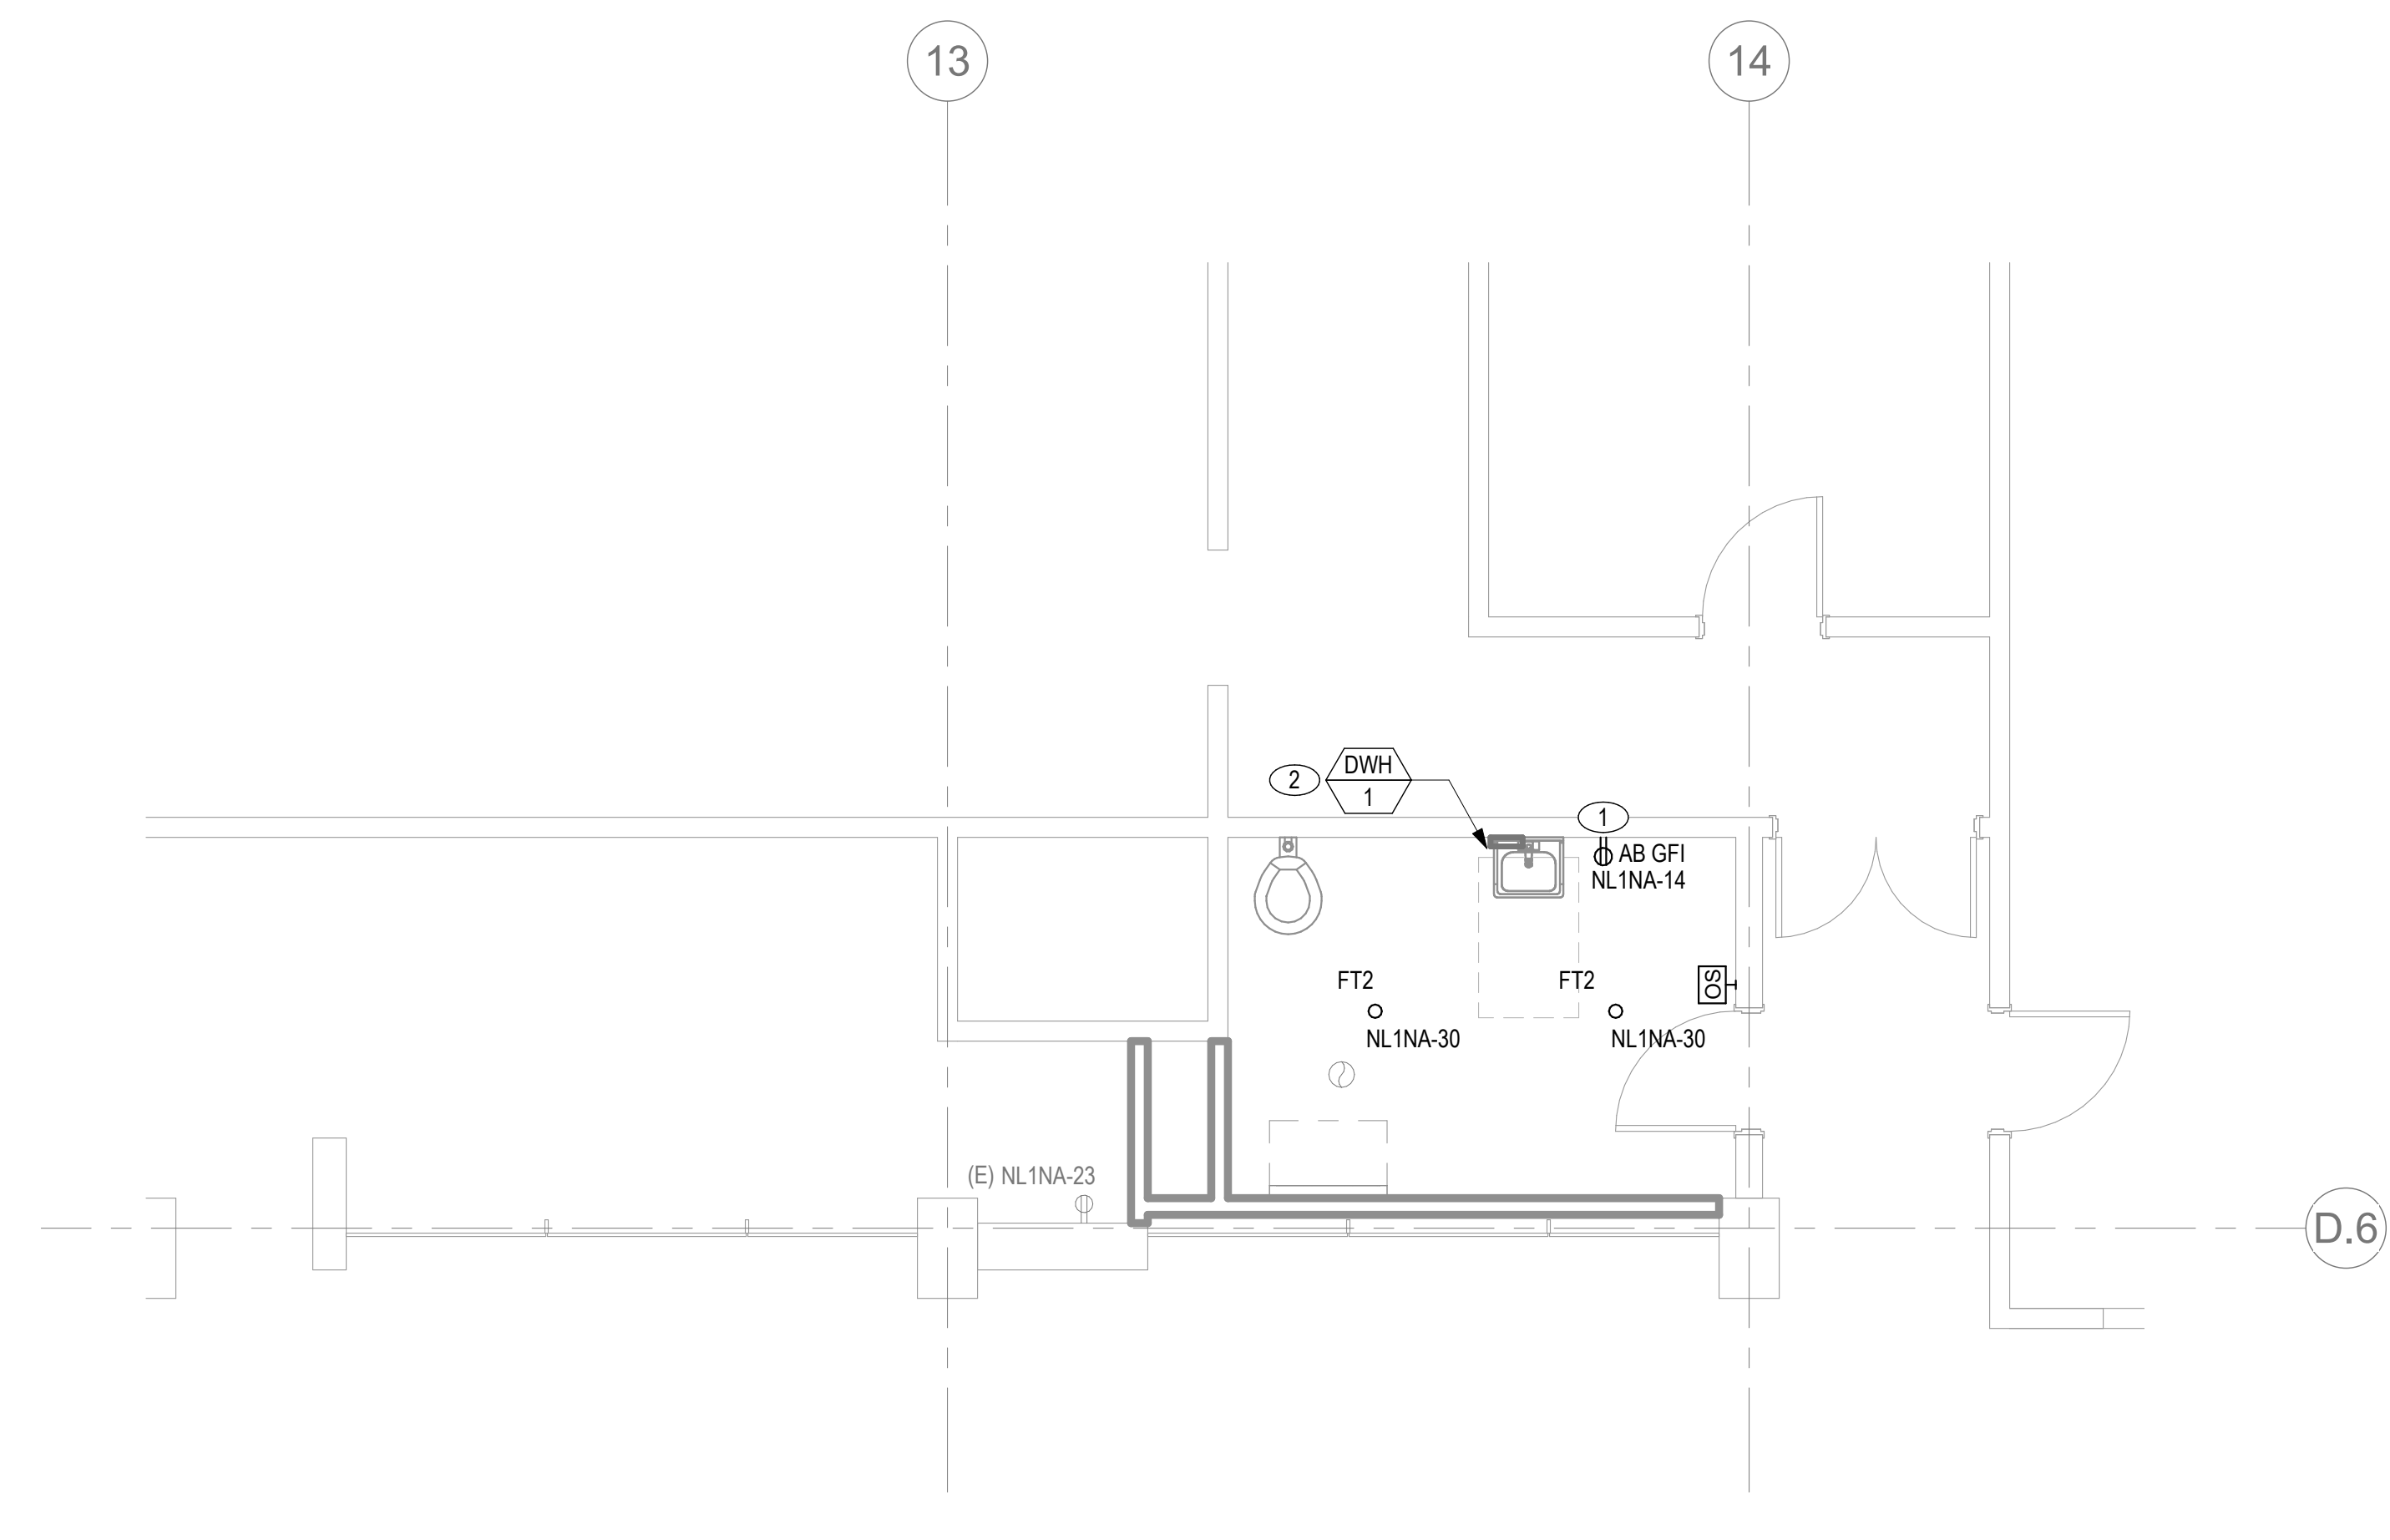 13
14
DWH
2
1
1
AB GFI
NL1NA-14
FT2
FT2
OS
NL1NA-30
NL1NA-30
(E) NL1NA-23
D.6